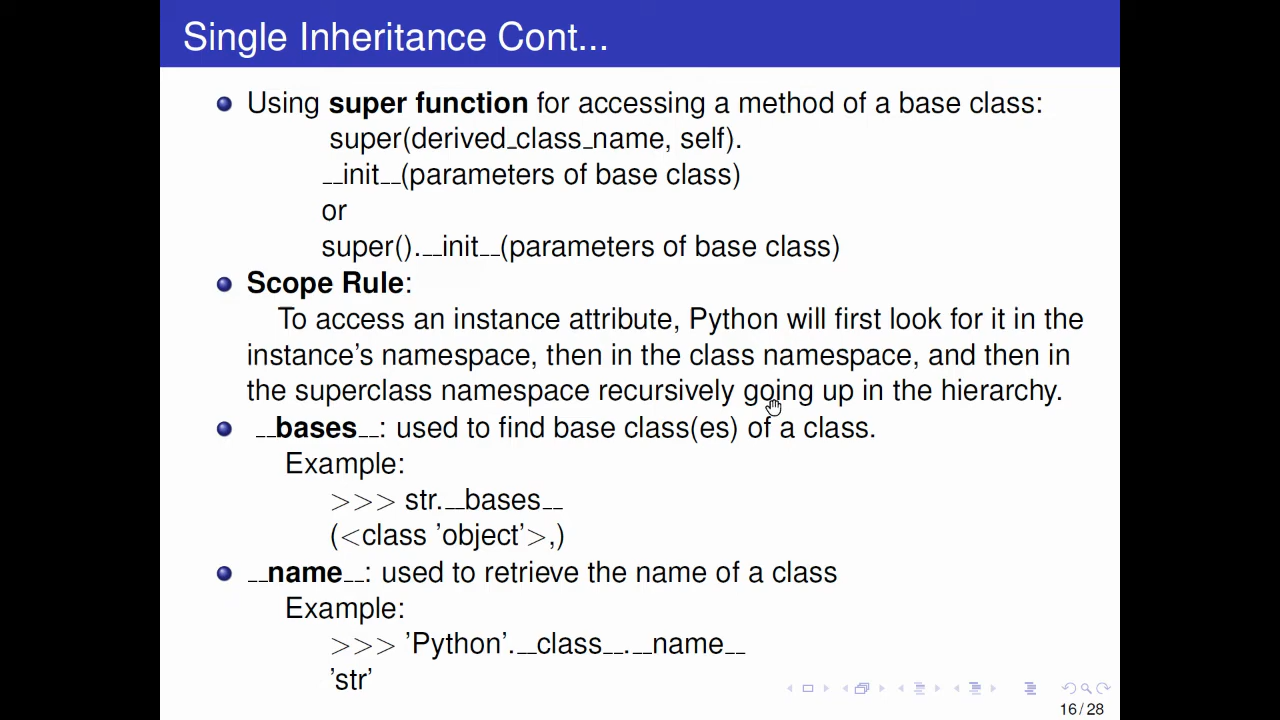 Single Inheritance Cont...
Using super function for accessing a method of a base class:
super(derived_class_name, self).
__init__(parameters of base class)
or
super().__init__(parameters of base class)
Scope Rule:
To access an instance attribute, Python will first look for it in the
instance's namespace, then in the class namespace, and then in
the superclass namespace recursively going up in the hierarchy.
__bases__: used to find base class(es) of a class.
Example:
>>> str.__bases__
(<class 'object'>,)
__name__: used to retrieve the name of a class
Example:
>>> 'Python'.__class__.__name__
'str'
16/28